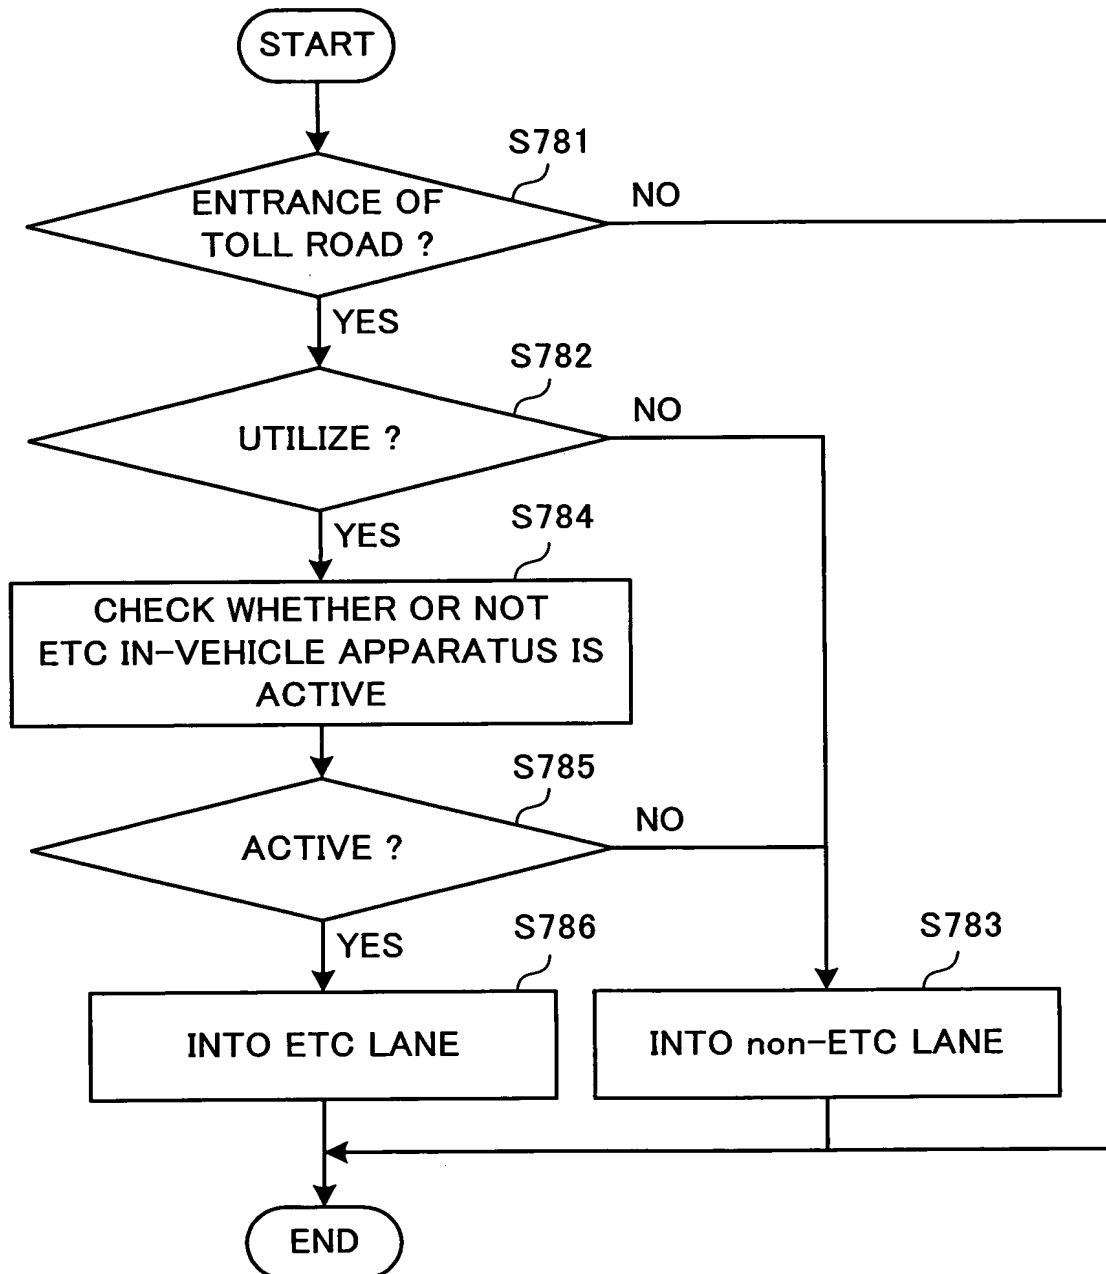 START
S781
ENTRANCE OF
TOLL ROAD ?
NO
YES
S782
UTILIZE ?
NO
YES
S784
CHECK WHETHER OR NOT
ETC IN-VEHICLE APPARATUS IS
ACTIVE
S785
ACTIVE ?
NO
YES
S786
S783
INTO ETC LANE
INTO non-ETC LANE
END